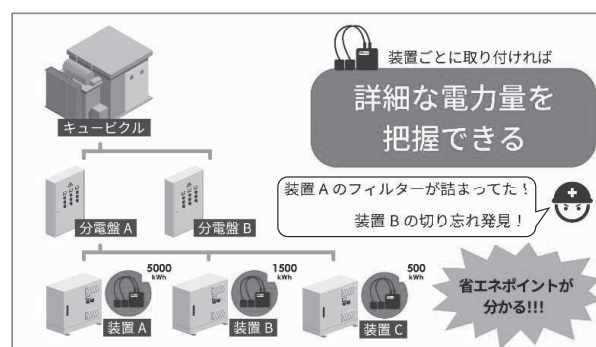 装置ごとに取り付ければ
詳細な電力量を
把握できる
キュービクル
装置Aのフィルターが詰まってた!
装置Bの切り忘れ発見!
分電盤A
分電盤B
5000
kWh
1500
kWh
500
kWh
装置A
装置B
装置C
省エネポイントが
分かる!!!